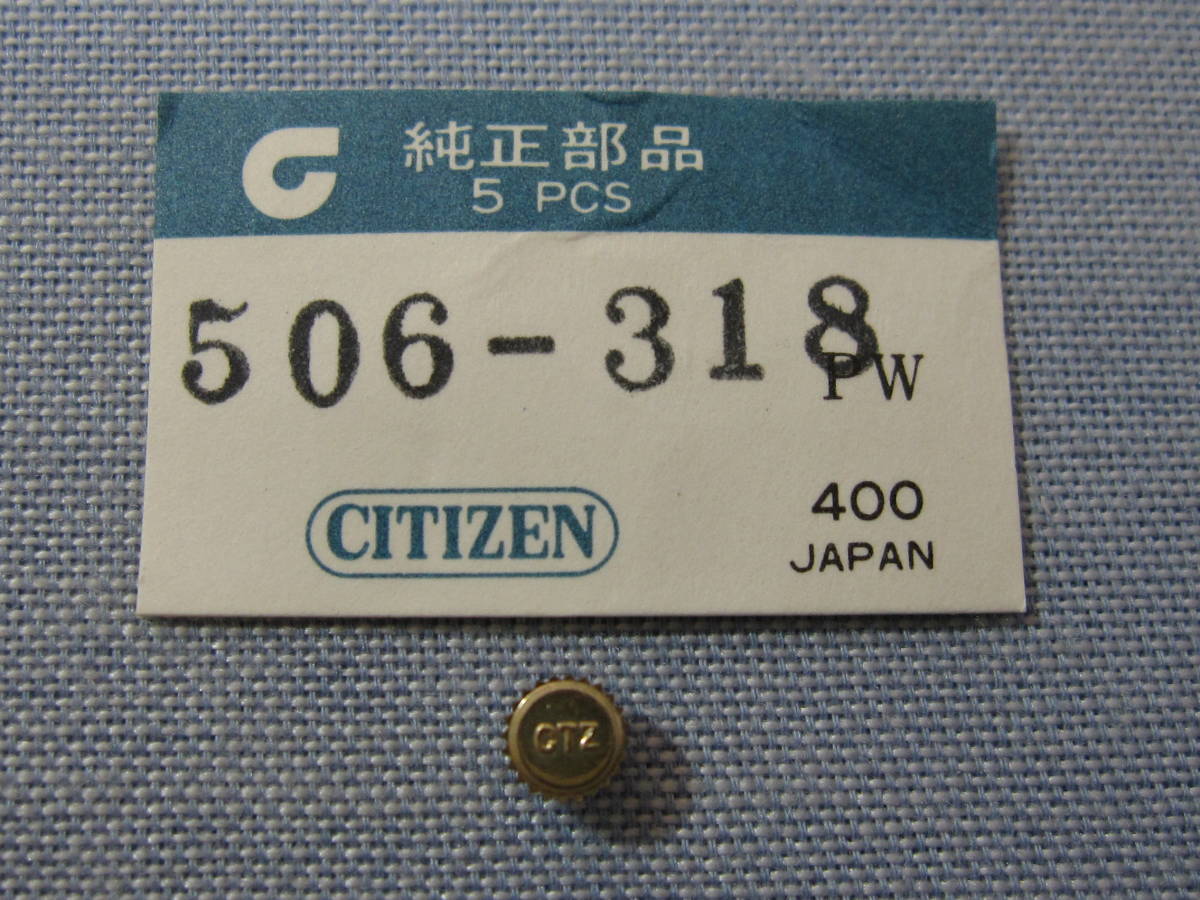 純正部品
5 PCS
506-318
PW
CITIZEN
400
JAPAN
CTZ